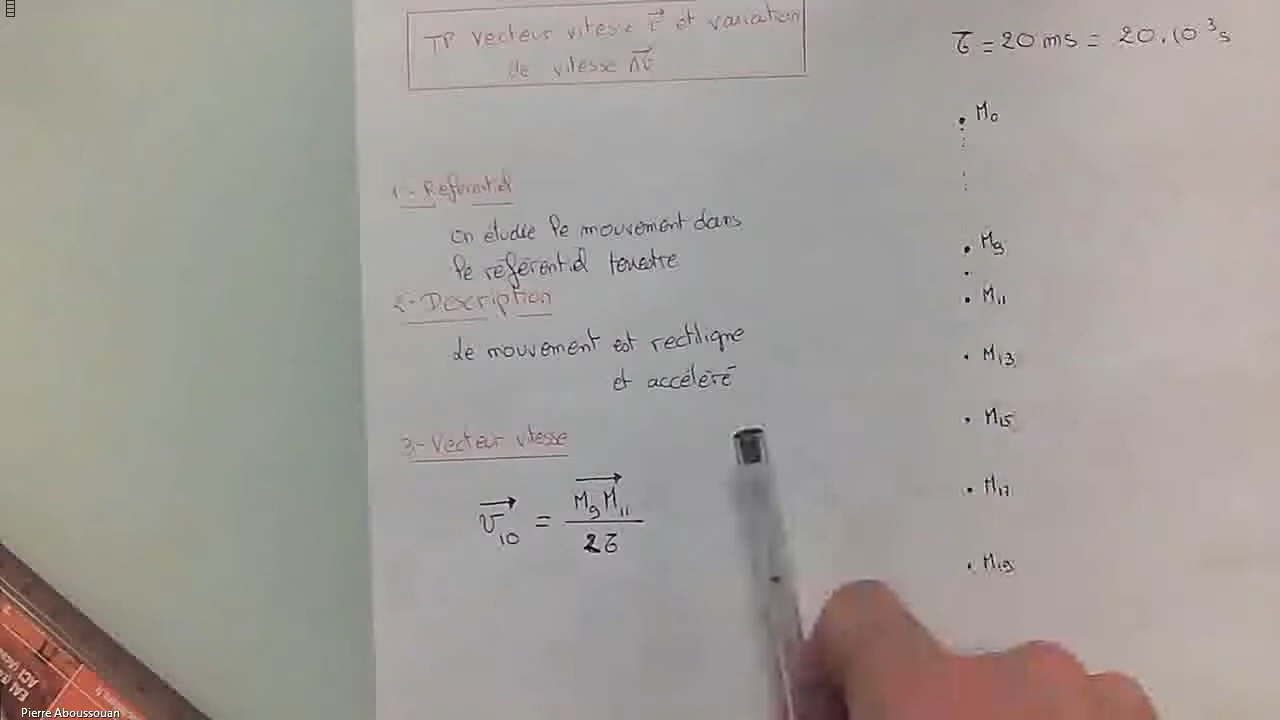 TP Vecteur vitesse v⃗ et variation
de vitesse Δv⃗
τ = 20 ms = 20.10⁻³ s
1 - Référentiel
on étudie le mouvement dans
le référentiel terrestre
2 - Description
Le mouvement est rectiligne
et accéléré
3 - Vecteur vitesse
v⃗₁₀ = M₉M₁₁ / 2τ
M₀
M₉
M₁₁
M₁₃
M₁₅
M₁₇
M₁₉
Pierre Aboussouan